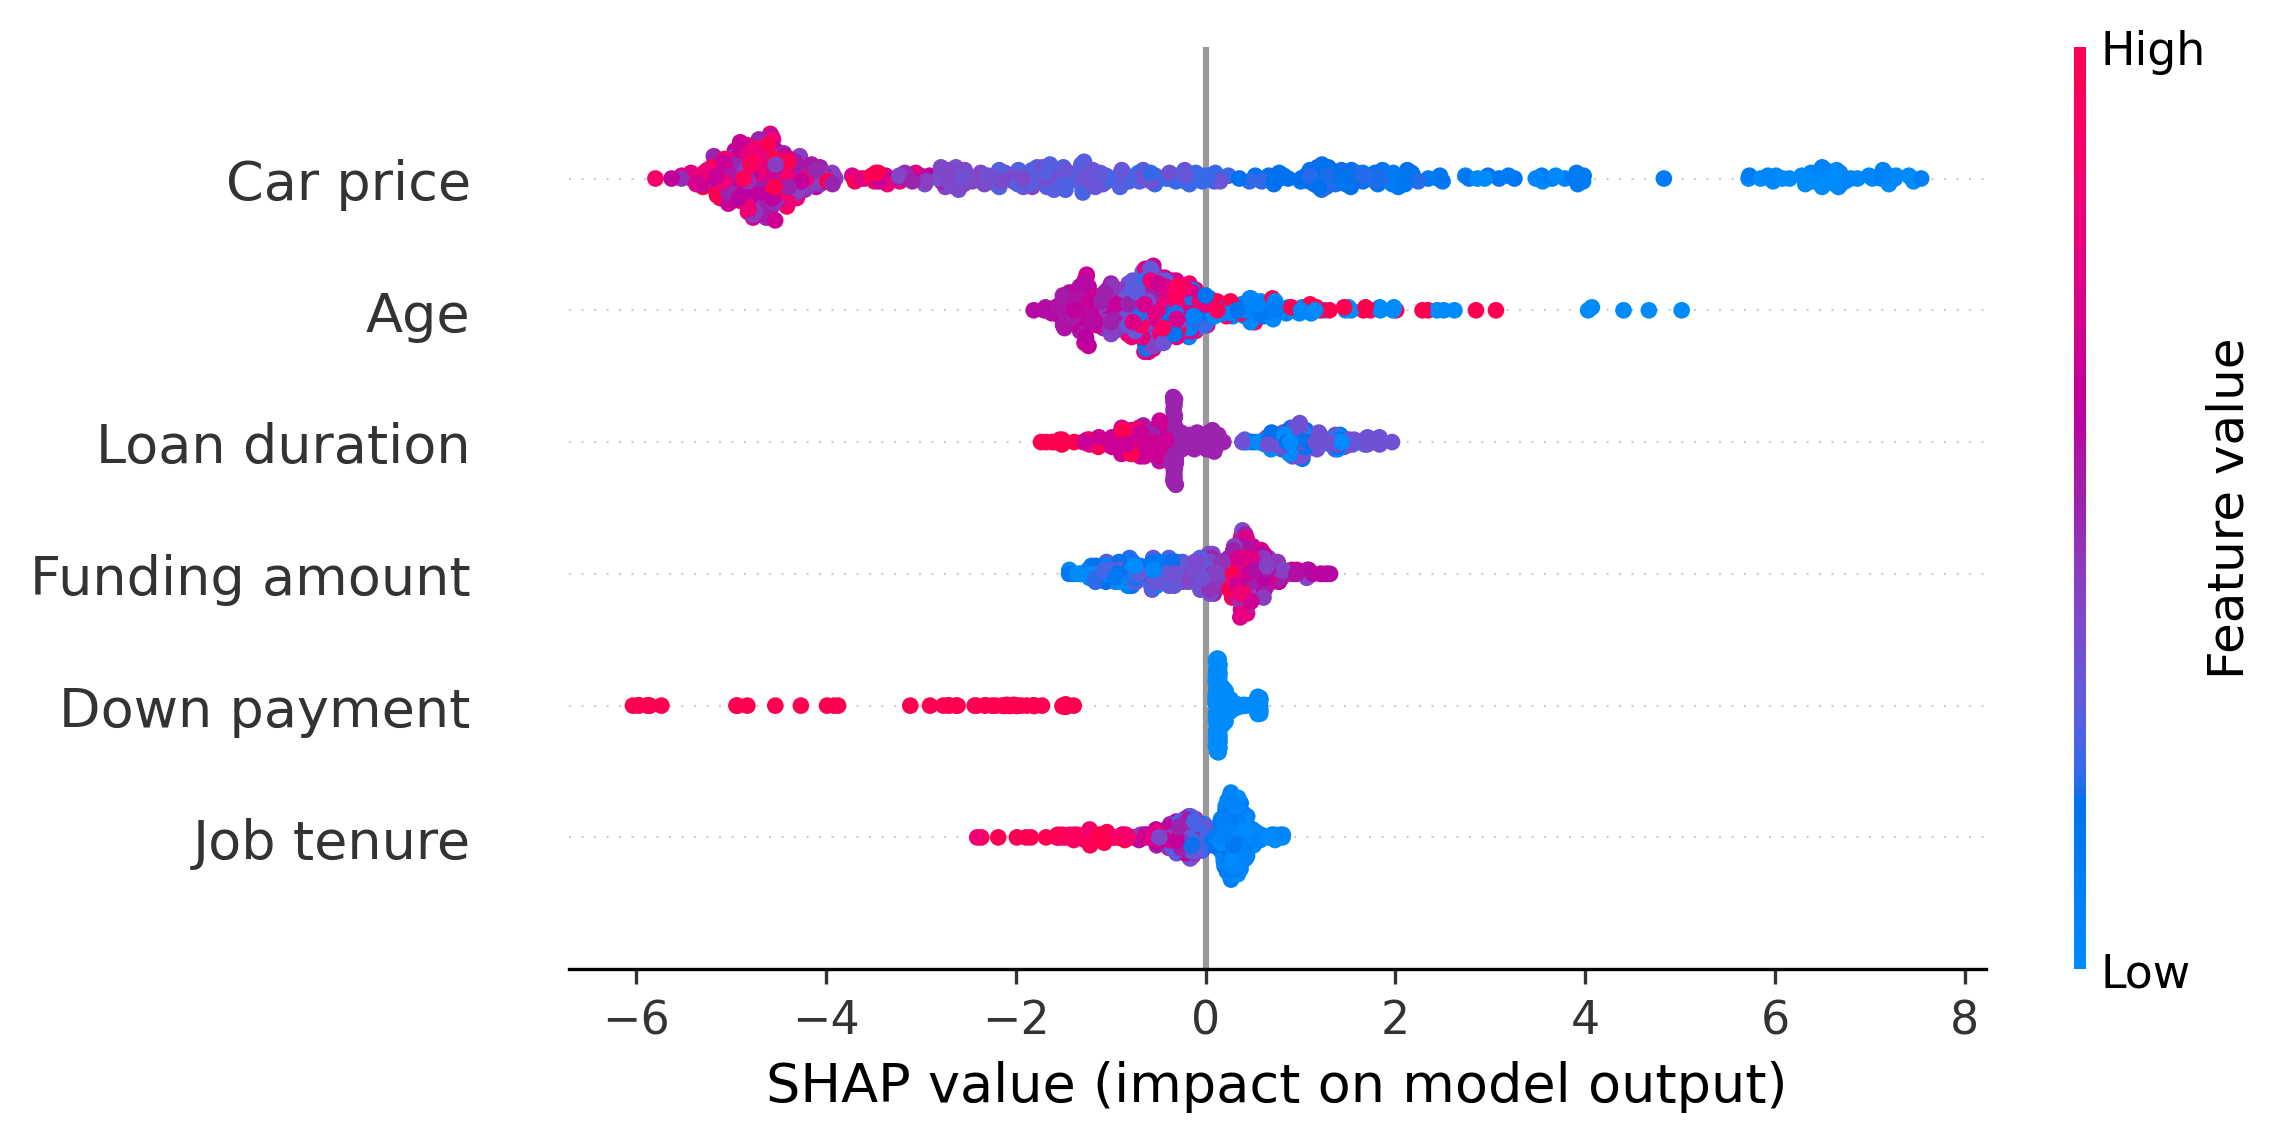 High
Car price
Age
Loan duration
Funding amount
Down payment
Job tenure
Feature value
Low
−6 −4 −2 0 2 4 6 8
SHAP value (impact on model output)